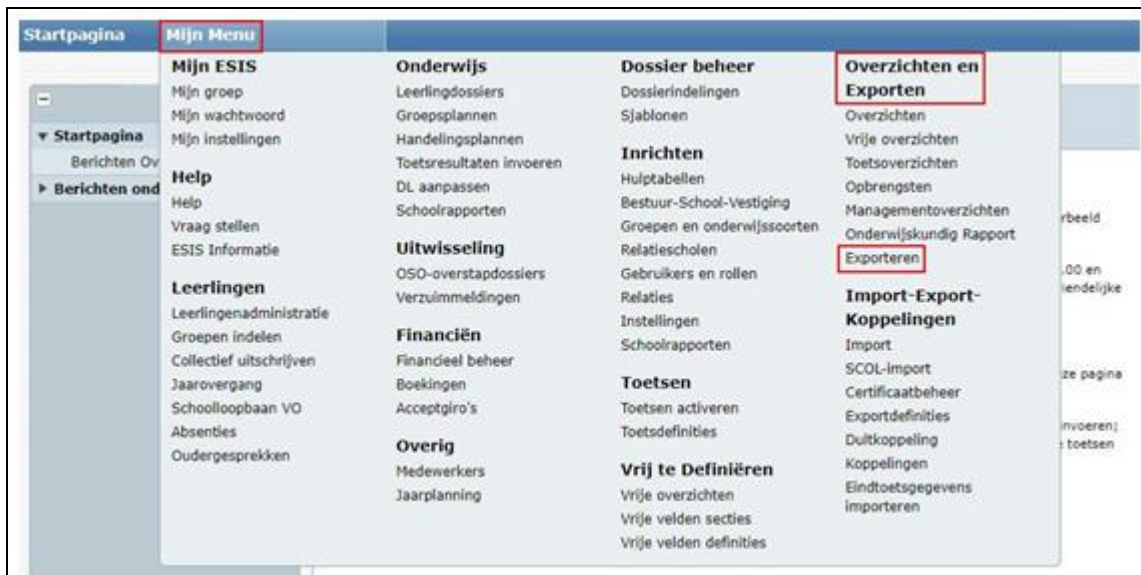 Startpagina
Mijn Menu
Startpagina
Berichten Ov
Berichten ond
Mijn ESIS
Mijn groep
Mijn wachtwoord
Mijn instellingen
Help
Help
Vraag stellen
ESIS Informatie
Leerlingen
Leerlingenadministratie
Groepen indelen
Collectief uitschrijven
Jaarovergang
Schoolloopbaan VO
Absenties
Oudergesprekken
Onderwijs
Leerlingdossiers
Groepsplannen
Handelingsplannen
Toetsresultaten invoeren
DL aanpassen
Schoolrapporten
Uitwisseling
OSO-overstapdossiers
Verzuimmeldingen
Financiën
Financieel beheer
Boekingen
Acceptgiro's
Overig
Medewerkers
Jaarplanning
Dossier beheer
Dossierindelingen
Sjablonen
Inrichten
Hulptabellen
Bestuur-School-Vestiging
Groepen en onderwijssoorten
Relatiescholen
Gebruikers en rollen
Relaties
Instellingen
Schoolrapporten
Toetsen
Toetsen activeren
Toetsdefinities
Vrij te Definiëren
Vrije overzichten
Vrije velden secties
Vrije velden definities
Overzichten en
Exporten
Overzichten
Vrije overzichten
Toetsoverzichten
Opbrengsten
Managementoverzichten
Onderwijskundig Rapport
Exporteren
Import-Export-
Koppelingen
Import
SCOL-import
Certificaatbeheer
Exportdefinities
Dultkoppeling
Koppelingen
Eindtoetsgegevens
importeren
rbeeld
.00 en
iendelijke
ze pagina
nvoeren;
toetsen